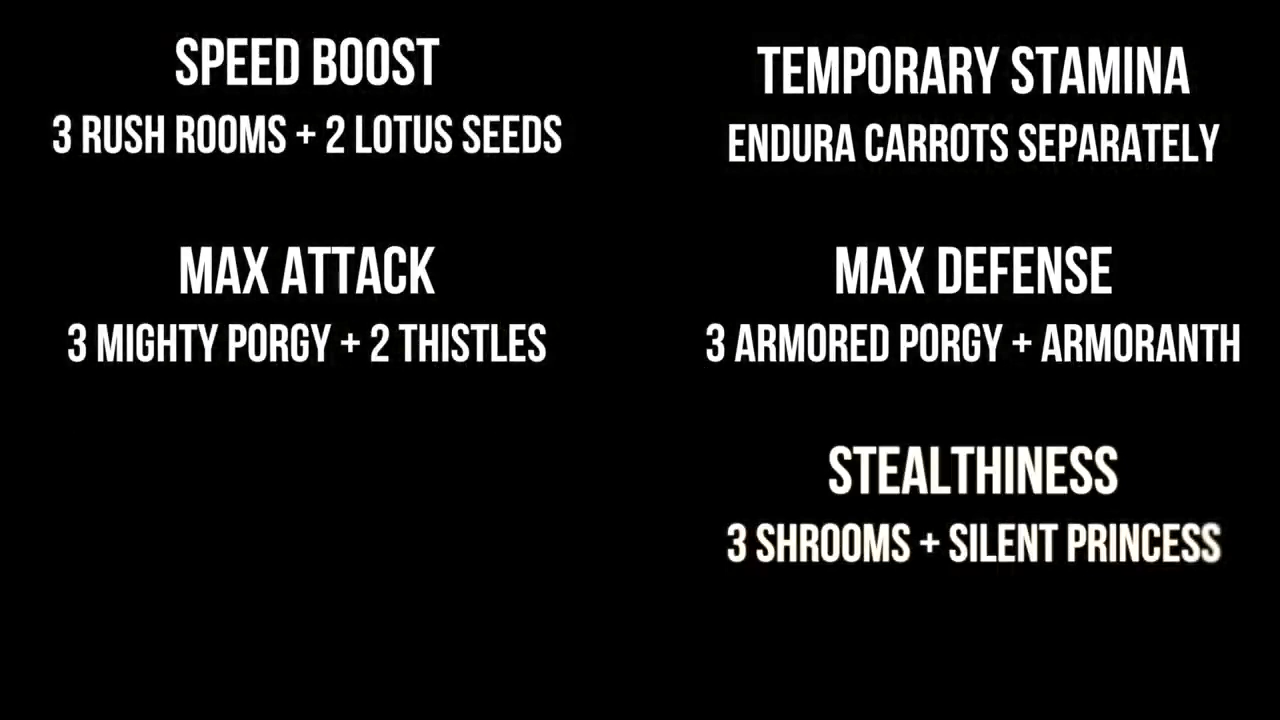 SPEED BOOST
3 RUSH ROOMS + 2 LOTUS SEEDS
TEMPORARY STAMINA
ENDURA CARROTS SEPARATELY
MAX ATTACK
3 MIGHTY PORGY + 2 THISTLES
MAX DEFENSE
3 ARMORED PORGY + ARMORANTH
STEALTHINESS
3 SHROOMS + SILENT PRINCESS